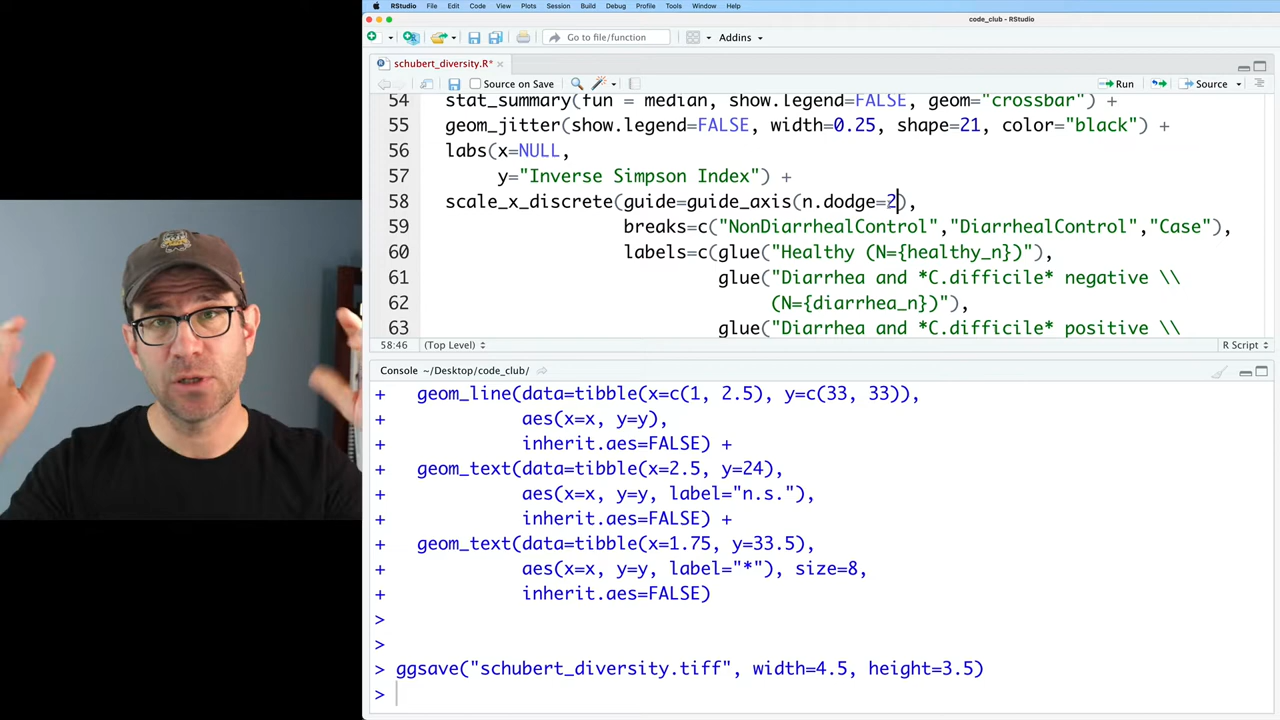 RStudio File Edit Code View Plots Session Build Debug Profile Tools Window Help
code_club - RStudio
Go to file/function Addins
schubert_diversity.R*
Source on Save Run Source
54 stat_summary(fun = median, show.legend=FALSE, geom="crossbar") +
55 geom_jitter(show.legend=FALSE, width=0.25, shape=21, color="black") +
56 labs(x=NULL,
57 y="Inverse Simpson Index") +
58 scale_x_discrete(guide=guide_axis(n.dodge=2),
59 breaks=c("NonDiarrhealControl","DiarrhealControl","Case"),
60 labels=c(glue("Healthy (N={healthy_n})"),
61 glue("Diarrhea and *C.difficile* negative \\
62 (N={diarrhea_n})"),
63 glue("Diarrhea and *C.difficile* positive \\
58:46 (Top Level) R Script
Console ~/Desktop/code_club/
+ geom_line(data=tibble(x=c(1, 2.5), y=c(33, 33)),
+ aes(x=x, y=y),
+ inherit.aes=FALSE) +
+ geom_text(data=tibble(x=2.5, y=24),
+ aes(x=x, y=y, label="n.s."),
+ inherit.aes=FALSE) +
+ geom_text(data=tibble(x=1.75, y=33.5),
+ aes(x=x, y=y, label="*"), size=8,
+ inherit.aes=FALSE)
>
>
> ggsave("schubert_diversity.tiff", width=4.5, height=3.5)
>